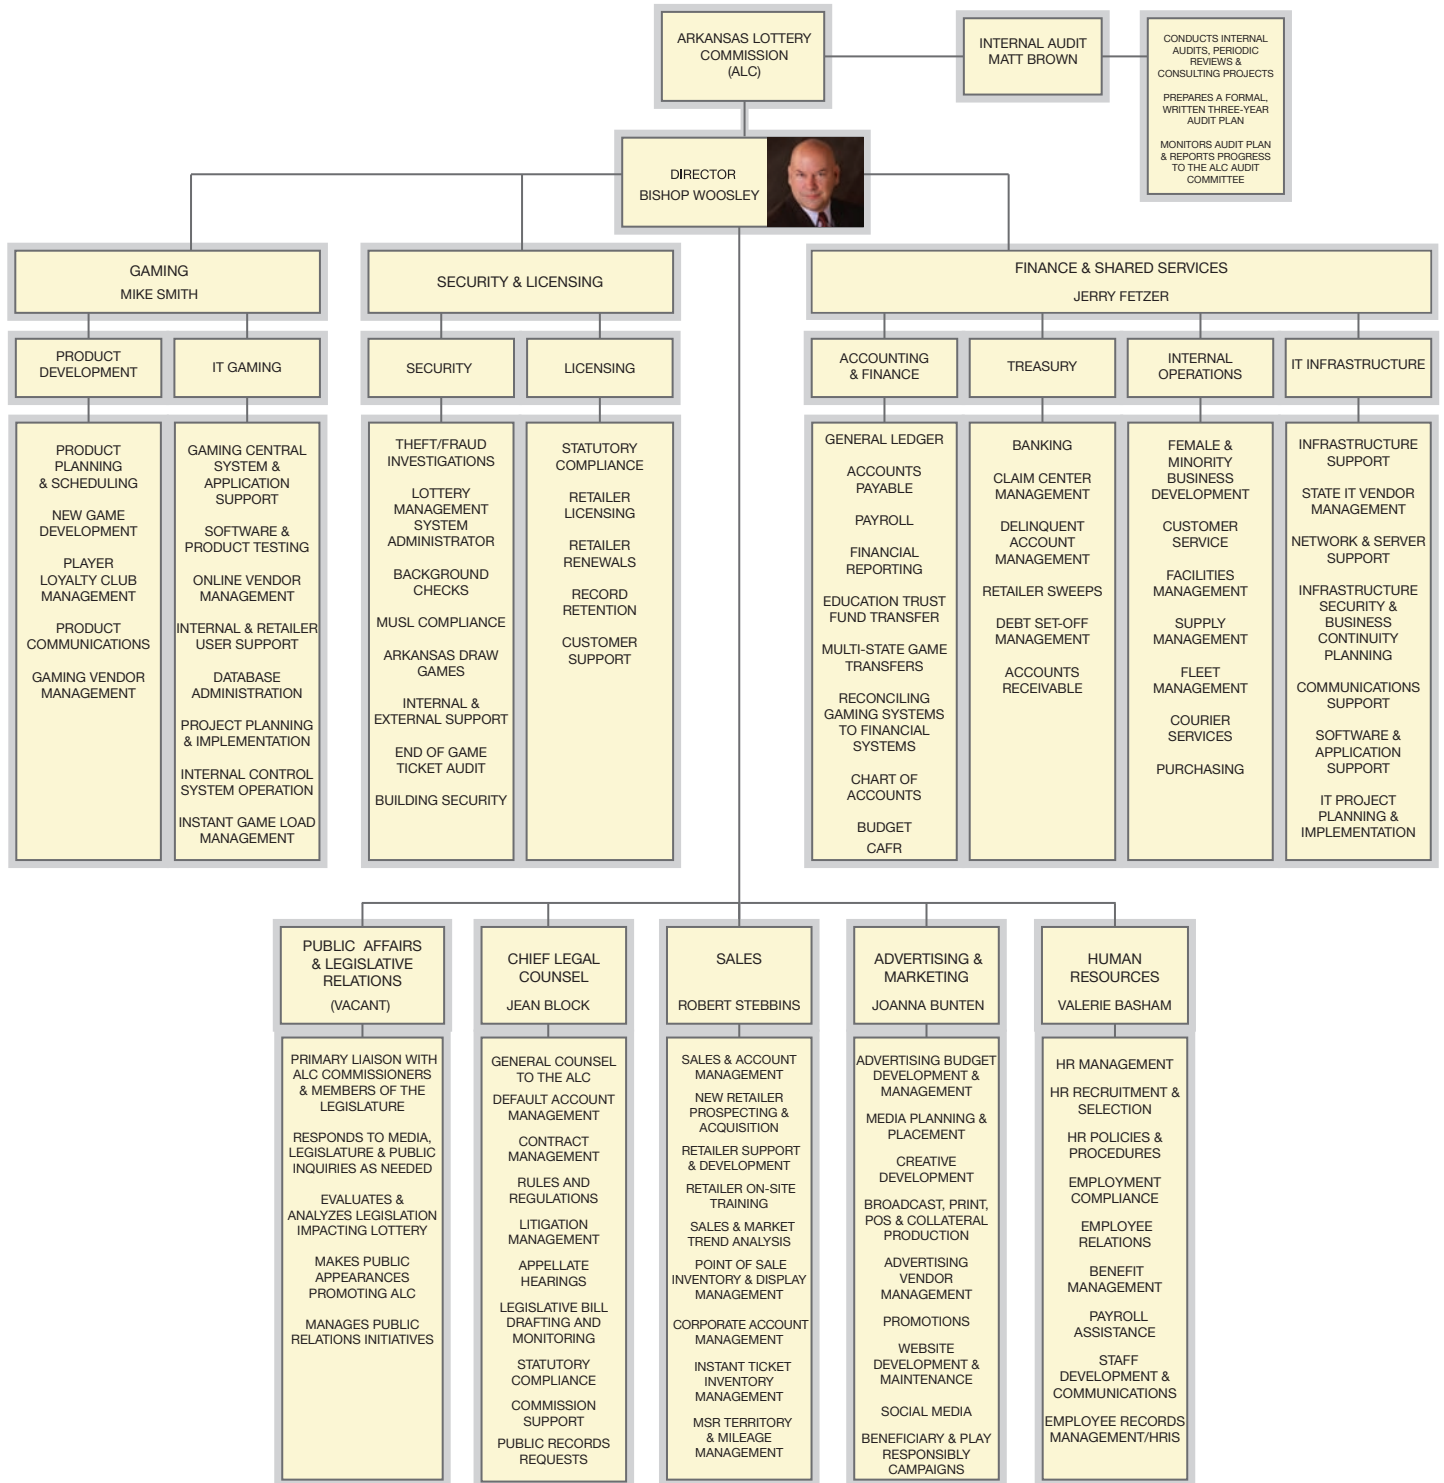 ARKANSAS LOTTERY
COMMISSION
(ALC)
INTERNAL AUDIT
MATT BROWN
CONDUCTS INTERNAL
AUDITS, PERIODIC
REVIEWS &
CONSULTING PROJECTS
PREPARES A FORMAL,
WRITTEN THREE-YEAR
AUDIT PLAN
MONITORS AUDIT PLAN
& REPORTS PROGRESS
TO THE ALC AUDIT
COMMITTEE
DIRECTOR
BISHOP WOOSLEY
GAMING
MIKE SMITH
PRODUCT
DEVELOPMENT
PRODUCT
PLANNING
& SCHEDULING
NEW GAME
DEVELOPMENT
PLAYER
LOYALTY CLUB
MANAGEMENT
PRODUCT
COMMUNICATIONS
GAMING VENDOR
MANAGEMENT
IT GAMING
GAMING CENTRAL
SYSTEM &
APPLICATION
SUPPORT
SOFTWARE &
PRODUCT TESTING
ONLINE VENDOR
MANAGEMENT
INTERNAL & RETAILER
USER SUPPORT
DATABASE
ADMINISTRATION
PROJECT PLANNING
& IMPLEMENTATION
INTERNAL CONTROL
SYSTEM OPERATION
INSTANT GAME LOAD
MANAGEMENT
SECURITY & LICENSING
SECURITY
THEFT/FRAUD
INVESTIGATIONS
LOTTERY
MANAGEMENT
SYSTEM
ADMINISTRATOR
BACKGROUND
CHECKS
MUSL COMPLIANCE
ARKANSAS DRAW
GAMES
INTERNAL &
EXTERNAL SUPPORT
END OF GAME
TICKET AUDIT
BUILDING SECURITY
LICENSING
STATUTORY
COMPLIANCE
RETAILER
LICENSING
RETAILER
RENEWALS
RECORD
RETENTION
CUSTOMER
SUPPORT
FINANCE & SHARED SERVICES
JERRY FETZER
ACCOUNTING
& FINANCE
GENERAL LEDGER
ACCOUNTS
PAYABLE
PAYROLL
FINANCIAL
REPORTING
EDUCATION TRUST
FUND TRANSFER
MULTI-STATE GAME
TRANSFERS
RECONCILING
GAMING SYSTEMS
TO FINANCIAL
SYSTEMS
CHART OF
ACCOUNTS
BUDGET
CAFR
TREASURY
BANKING
CLAIM CENTER
MANAGEMENT
DELINQUENT
ACCOUNT
MANAGEMENT
RETAILER SWEEPS
DEBT SET-OFF
MANAGEMENT
ACCOUNTS
RECEIVABLE
INTERNAL
OPERATIONS
FEMALE &
MINORITY
BUSINESS
DEVELOPMENT
CUSTOMER
SERVICE
FACILITIES
MANAGEMENT
SUPPLY
MANAGEMENT
FLEET
MANAGEMENT
COURIER
SERVICES
PURCHASING
IT INFRASTRUCTURE
INFRASTRUCTURE
SUPPORT
STATE IT VENDOR
MANAGEMENT
NETWORK & SERVER
SUPPORT
INFRASTRUCTURE
SECURITY &
BUSINESS
CONTINUITY
PLANNING
COMMUNICATIONS
SUPPORT
SOFTWARE &
APPLICATION
SUPPORT
IT PROJECT
PLANNING &
IMPLEMENTATION
PUBLIC AFFAIRS
& LEGISLATIVE
RELATIONS
(VACANT)
PRIMARY LIAISON WITH
ALC COMMISSIONERS
& MEMBERS OF THE
LEGISLATURE
RESPONDS TO MEDIA,
LEGISLATURE & PUBLIC
INQUIRIES AS NEEDED
EVALUATES &
ANALYZES LEGISLATION
IMPACTING LOTTERY
MAKES PUBLIC
APPEARANCES
PROMOTING ALC
MANAGES PUBLIC
RELATIONS INITIATIVES
CHIEF LEGAL
COUNSEL
JEAN BLOCK
GENERAL COUNSEL
TO THE ALC
DEFAULT ACCOUNT
MANAGEMENT
CONTRACT
MANAGEMENT
RULES AND
REGULATIONS
LITIGATION
MANAGEMENT
APPELLATE
HEARINGS
LEGISLATIVE BILL
DRAFTING AND
MONITORING
STATUTORY
COMPLIANCE
COMMISSION
SUPPORT
PUBLIC RECORDS
REQUESTS
SALES
ROBERT STEBBINS
SALES & ACCOUNT
MANAGEMENT
NEW RETAILER
PROSPECTING &
ACQUISITION
RETAILER SUPPORT
& DEVELOPMENT
RETAILER ON-SITE
TRAINING
SALES & MARKET
TREND ANALYSIS
POINT OF SALE
INVENTORY & DISPLAY
MANAGEMENT
CORPORATE ACCOUNT
MANAGEMENT
INSTANT TICKET
INVENTORY
MANAGEMENT
MSR TERRITORY
& MILEAGE
MANAGEMENT
ADVERTISING &
MARKETING
JOANNA BUNTEN
ADVERTISING BUDGET
DEVELOPMENT &
MANAGEMENT
MEDIA PLANNING &
PLACEMENT
CREATIVE
DEVELOPMENT
BROADCAST, PRINT,
POS & COLLATERAL
PRODUCTION
ADVERTISING
VENDOR
MANAGEMENT
PROMOTIONS
WEBSITE
DEVELOPMENT &
MAINTENANCE
SOCIAL MEDIA
BENEFICIARY & PLAY
RESPONSIBLY
CAMPAIGNS
HUMAN
RESOURCES
VALERIE BASHAM
HR MANAGEMENT
HR RECRUITMENT &
SELECTION
HR POLICIES &
PROCEDURES
EMPLOYMENT
COMPLIANCE
EMPLOYEE
RELATIONS
BENEFIT
MANAGEMENT
PAYROLL
ASSISTANCE
STAFF
DEVELOPMENT &
COMMUNICATIONS
EMPLOYEE RECORDS
MANAGEMENT/HRIS